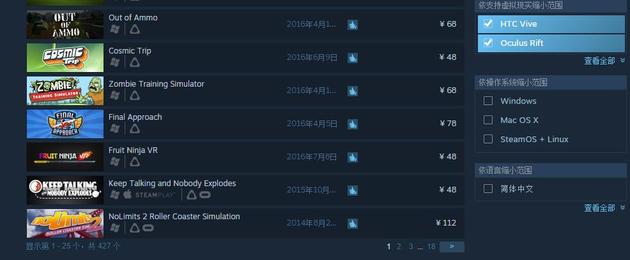 Out of Ammo
2016年4月1... ¥ 68
OUT OF AMMO
Cosmic Trip
2016年6月9日 ¥ 48
COSMIC Trip
Zombie Training Simulator
2016年4月1... ¥ 68
ZOMBIE TRAINING SIMULATOR
Final Approach
2016年4月5日 ¥ 78
FINAL APPROACH
Fruit Ninja VR
2016年7月8日 ¥ 48
FRUIT NINJA VR
Keep Talking and Nobody Explodes
STEAMPLAY
2015年10月... ¥ 48
KEEP TALKING and NOBODY EXPLODES
NoLimits 2 Roller Coaster Simulation
2014年8月2... ¥ 112
NoLimits 2
显示第 1 - 25 个，共 427 个
1 2 3 ... 18 >
依支持虚拟现实缩小范围
HTC Vive
Oculus Rift
查看全部
依操作系统缩小范围
Windows
Mac OS X
SteamOS + Linux
依语言缩小范围
简体中文
查看全部